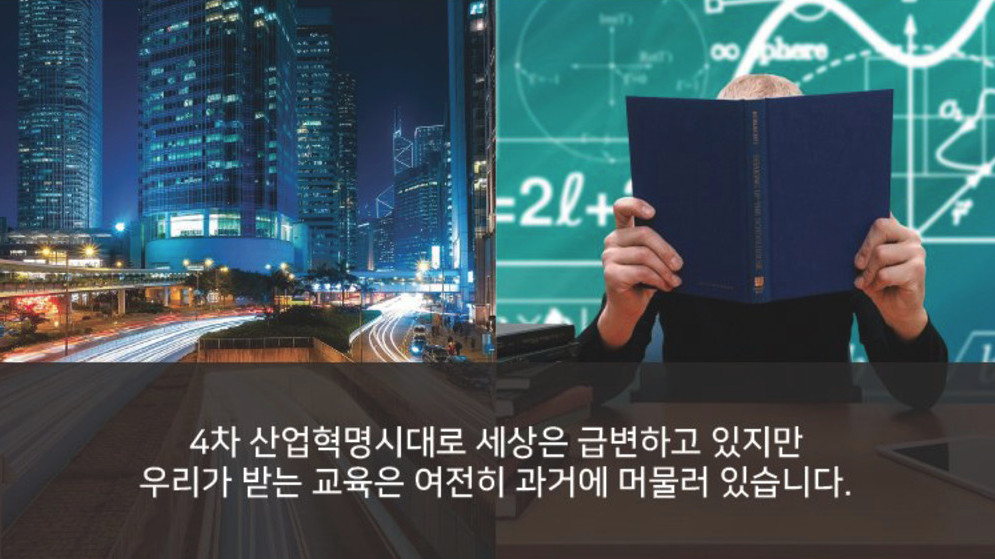 ∞ sphere
=2ℓ+
4차 산업혁명시대로 세상은 급변하고 있지만
우리가 받는 교육은 여전히 과거에 머물러 있습니다.